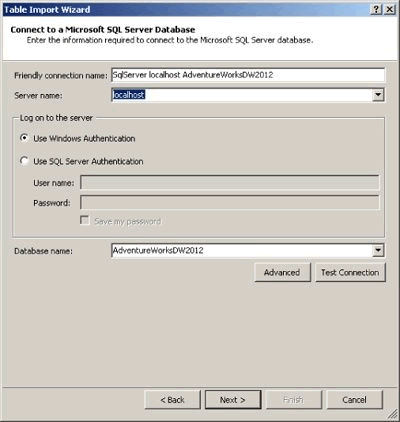 Table Import Wizard
Connect to a Microsoft SQL Server Database
Enter the information required to connect to the Microsoft SQL Server database.
Friendly connection name: SqlServer localhost AdventureWorksDW2012
Server name: localhost
Log on to the server
Use Windows Authentication
Use SQL Server Authentication
User name:
Password:
Save my password
Database name: AdventureWorksDW2012
Advanced Test Connection
< Back Next > Finish Cancel